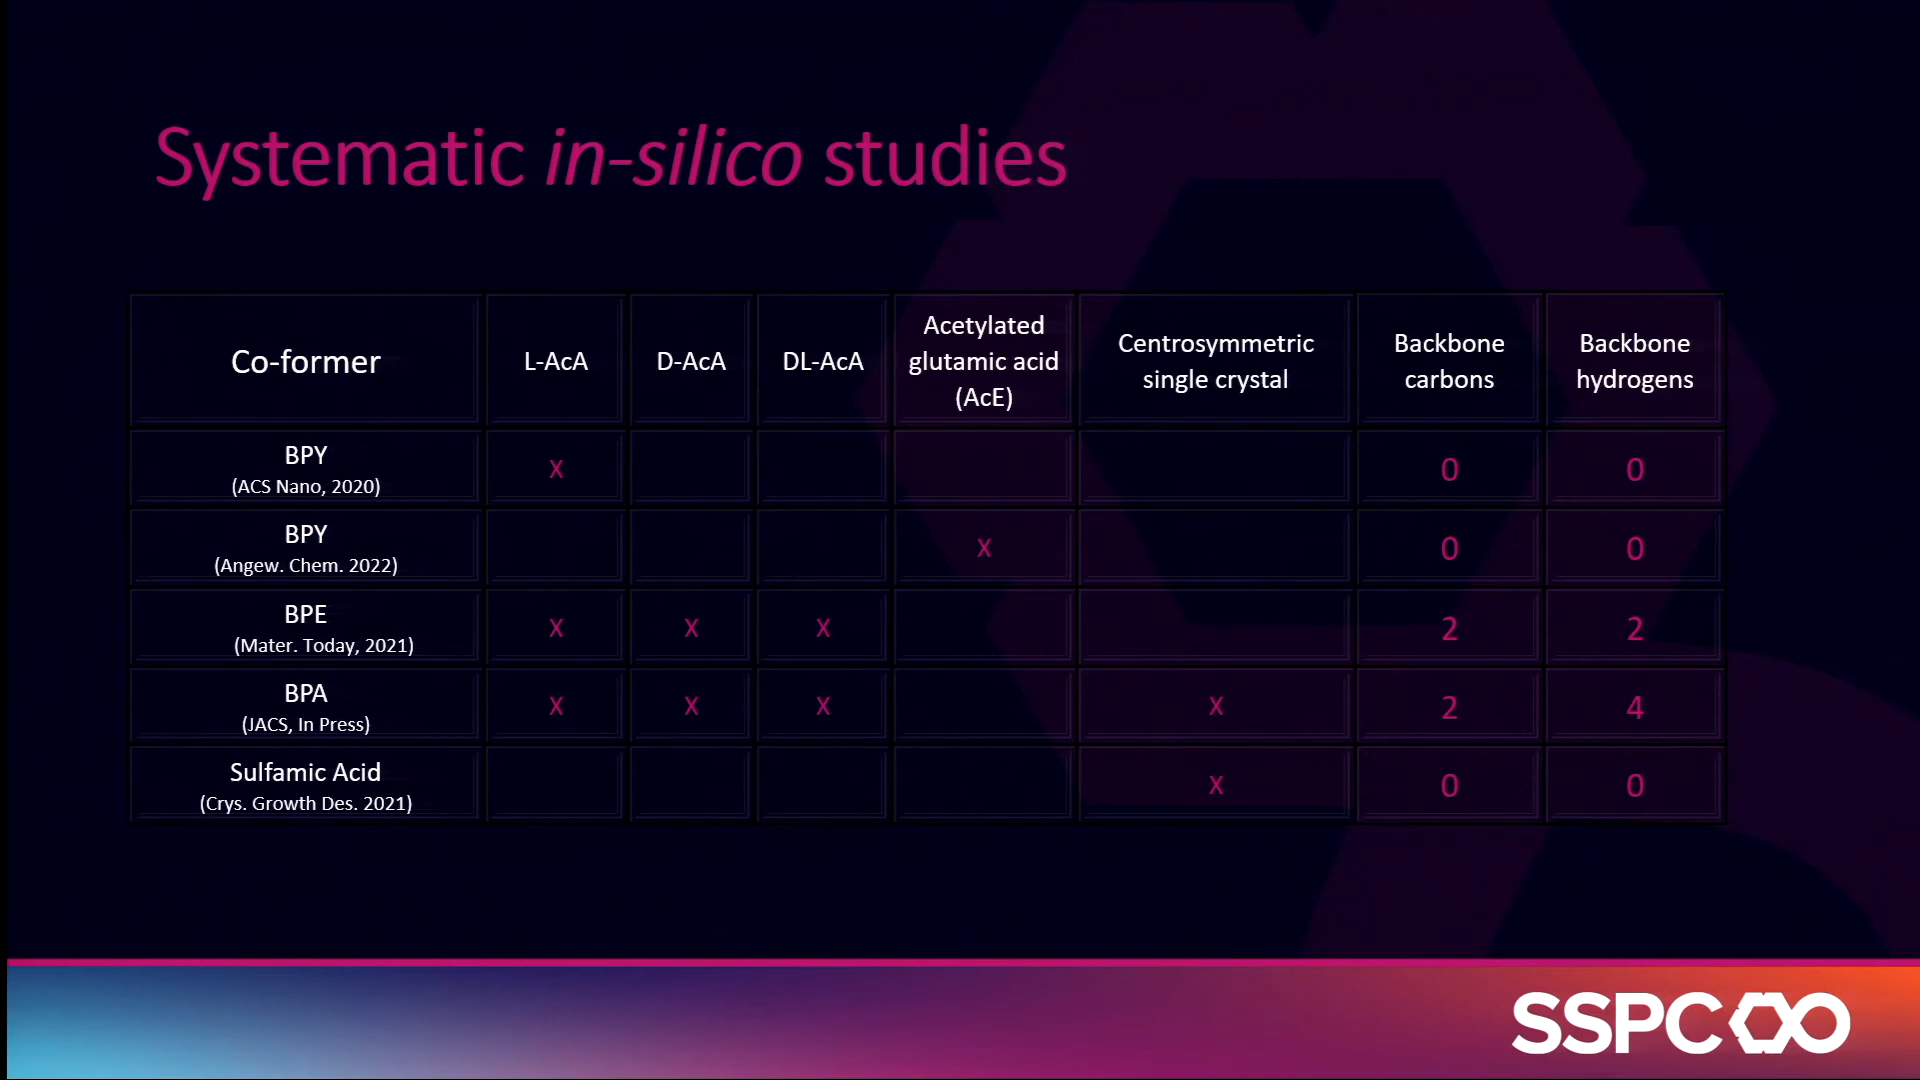 Systematic in-silico studies
Co-former
L-AcA
D-AcA
DL-AcA
Acetylated
glutamic acid
(AcE)
Centrosymmetric
single crystal
Backbone
carbons
Backbone
hydrogens
BPY
(ACS Nano, 2020)
X
0
0
BPY
(Angew. Chem. 2022)
X
0
0
BPE
(Mater. Today, 2021)
X
X
X
2
2
BPA
(JACS, In Press)
X
X
X
X
2
4
Sulfamic Acid
(Crys. Growth Des. 2021)
X
0
0
SSPC